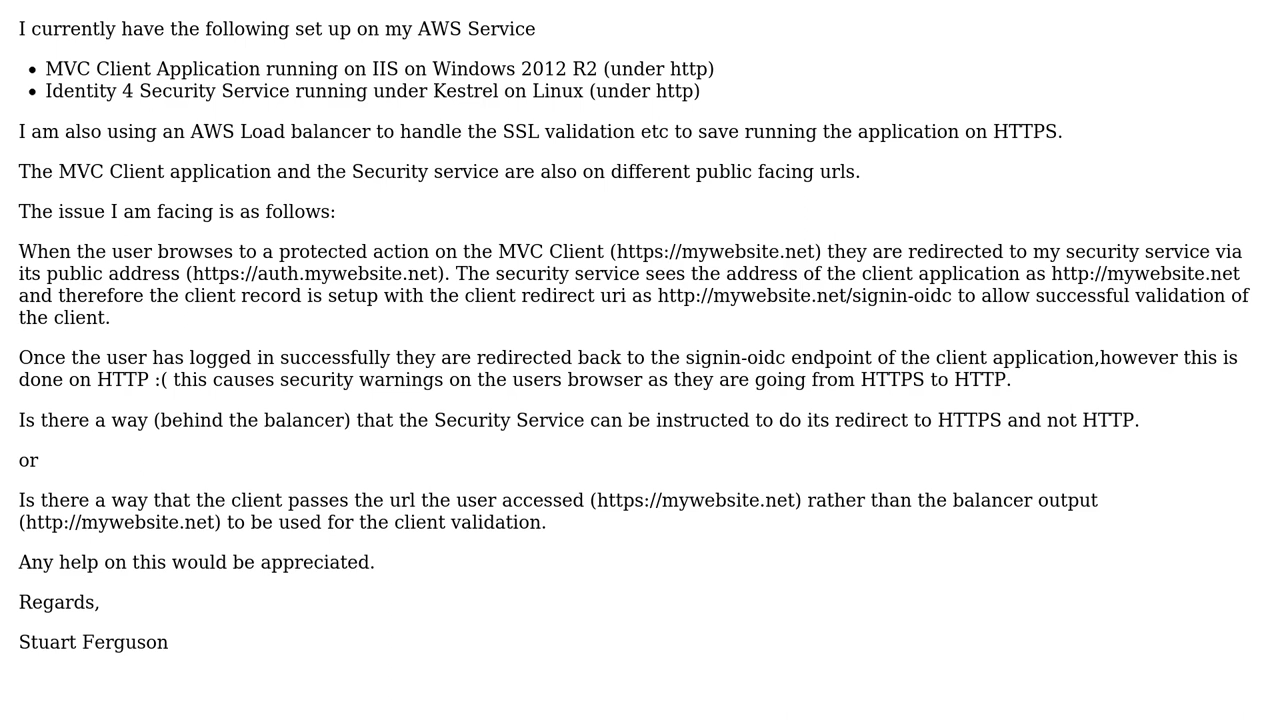 I currently have the following set up on my AWS Service
• MVC Client Application running on IIS on Windows 2012 R2 (under http)
• Identity 4 Security Service running under Kestrel on Linux (under http)
I am also using an AWS Load balancer to handle the SSL validation etc to save running the application on HTTPS.
The MVC Client application and the Security service are also on different public facing urls.
The issue I am facing is as follows:
When the user browses to a protected action on the MVC Client (https://mywebsite.net) they are redirected to my security service via
its public address (https://auth.mywebsite.net). The security service sees the address of the client application as http://mywebsite.net
and therefore the client record is setup with the client redirect uri as http://mywebsite.net/signin-oidc to allow successful validation of
the client.
Once the user has logged in successfully they are redirected back to the signin-oidc endpoint of the client application,however this is
done on HTTP :( this causes security warnings on the users browser as they are going from HTTPS to HTTP.
Is there a way (behind the balancer) that the Security Service can be instructed to do its redirect to HTTPS and not HTTP.
or
Is there a way that the client passes the url the user accessed (https://mywebsite.net) rather than the balancer output
(http://mywebsite.net) to be used for the client validation.
Any help on this would be appreciated.
Regards,
Stuart Ferguson